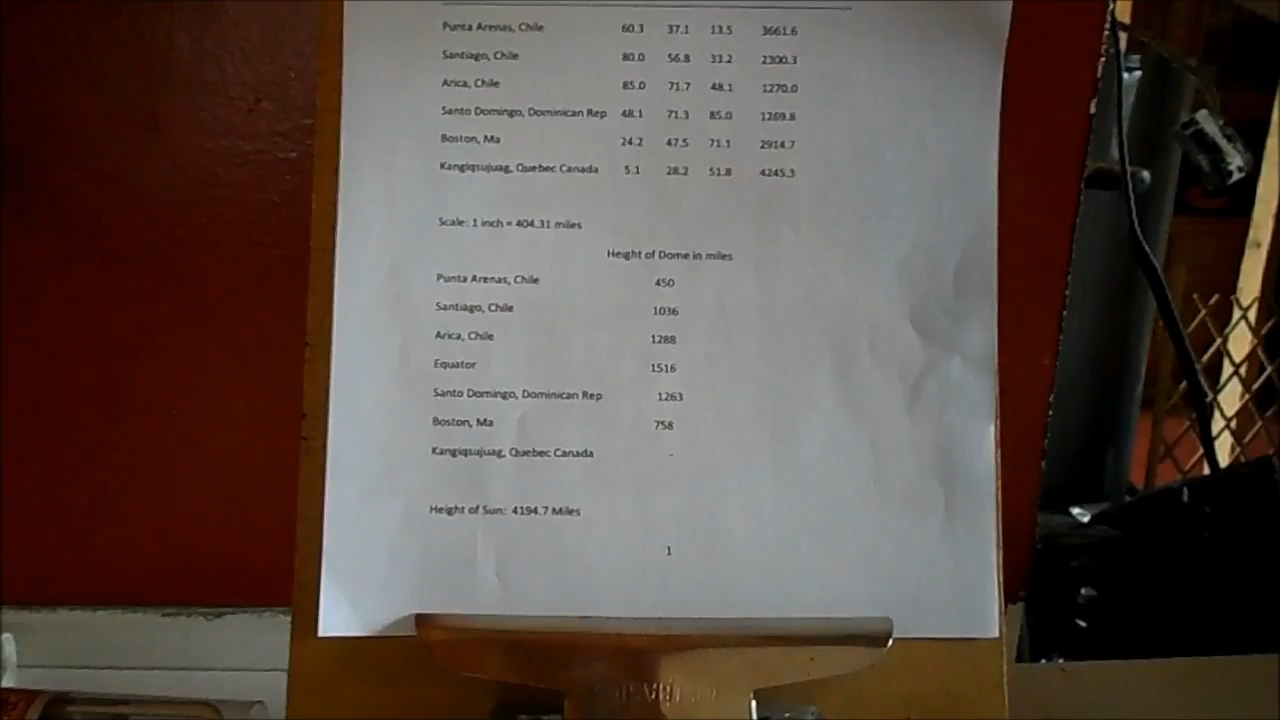 Punta Arenas, Chile 60.3 37.1 13.5 3661.6
Santiago, Chile 80.0 56.8 33.2 2300.3
Arica, Chile 85.0 71.7 48.1 1270.0
Santo Domingo, Dominican Rep 48.1 71.3 85.0 1269.8
Boston, Ma 24.2 47.5 71.1 2914.7
Kangiqsujuag, Quebec Canada 5.1 28.2 51.8 4245.3
Scale: 1 inch = 404.31 miles
Height of Dome in miles
Punta Arenas, Chile 450
Santiago, Chile 1036
Arica, Chile 1288
Equator 1516
Santo Domingo, Dominican Rep 1263
Boston, Ma 758
Kangiqsujuag, Quebec Canada -
Height of Sun: 4194.7 Miles
1